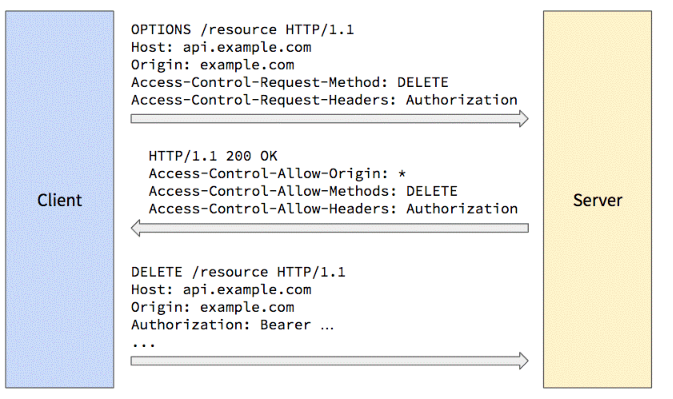 OPTIONS /resource HTTP/1.1
Host: api.example.com
Origin: example.com
Access-Control-Request-Method: DELETE
Access-Control-Request-Headers: Authorization
HTTP/1.1 200 OK
Access-Control-Allow-Origin: *
Access-Control-Allow-Methods: DELETE
Access-Control-Allow-Headers: Authorization
Client
Server
DELETE /resource HTTP/1.1
Host: api.example.com
Origin: example.com
Authorization: Bearer …
...